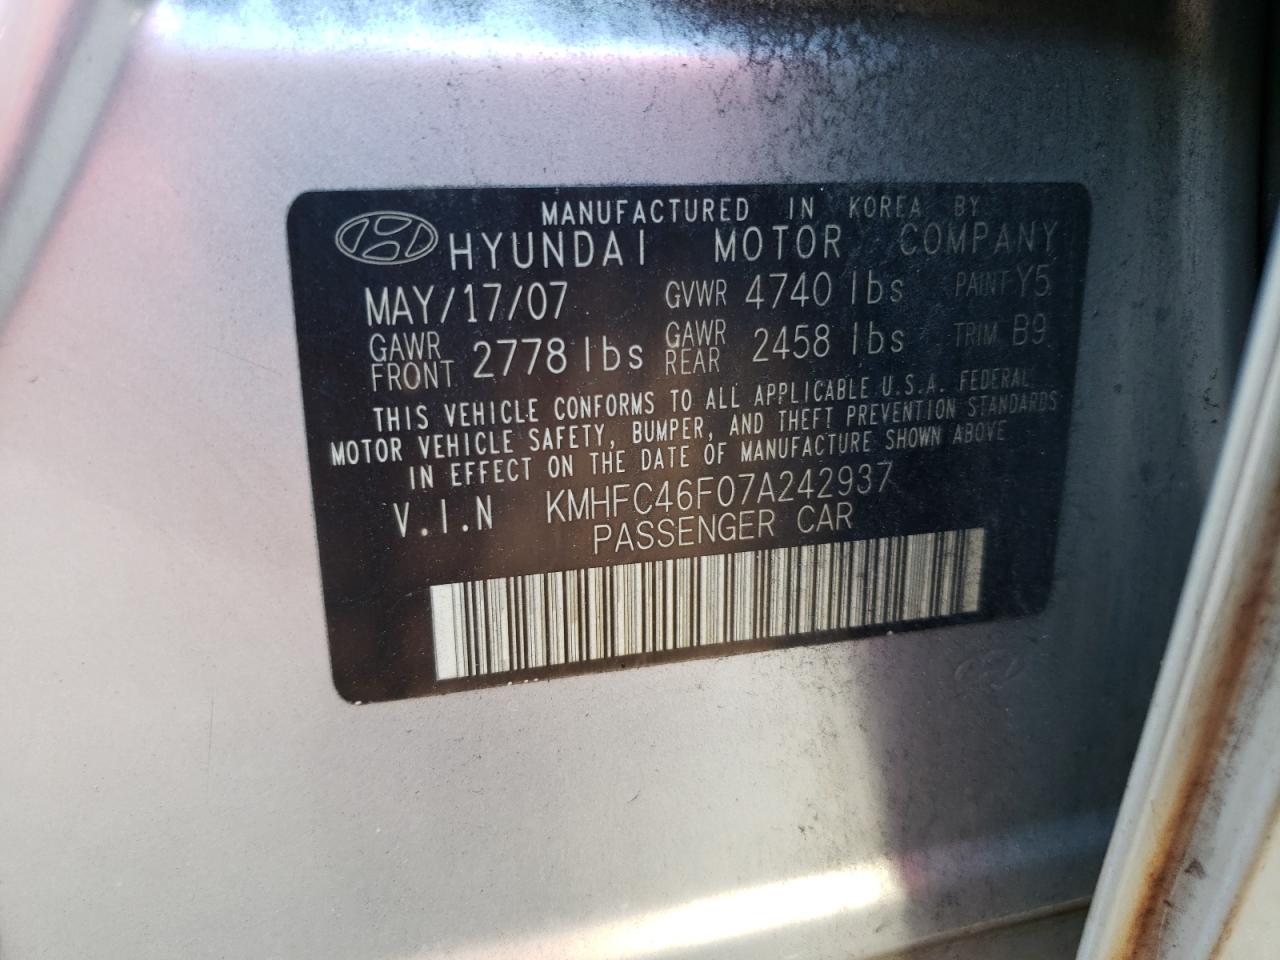 MANUFACTURED IN KOREA BY
HYUNDAI MOTOR COMPANY
MAY/17/07 GVWR 4740 lbs PAINT Y5
GAWR FRONT 2778 lbs GAWR REAR 2458 lbs TRIM B9
THIS VEHICLE CONFORMS TO ALL APPLICABLE U.S.A. FEDERAL
MOTOR VEHICLE SAFETY, BUMPER, AND THEFT PREVENTION STANDARDS
IN EFFECT ON THE DATE OF MANUFACTURE SHOWN ABOVE
V.I.N KMHFC46F07A242937
PASSENGER CAR